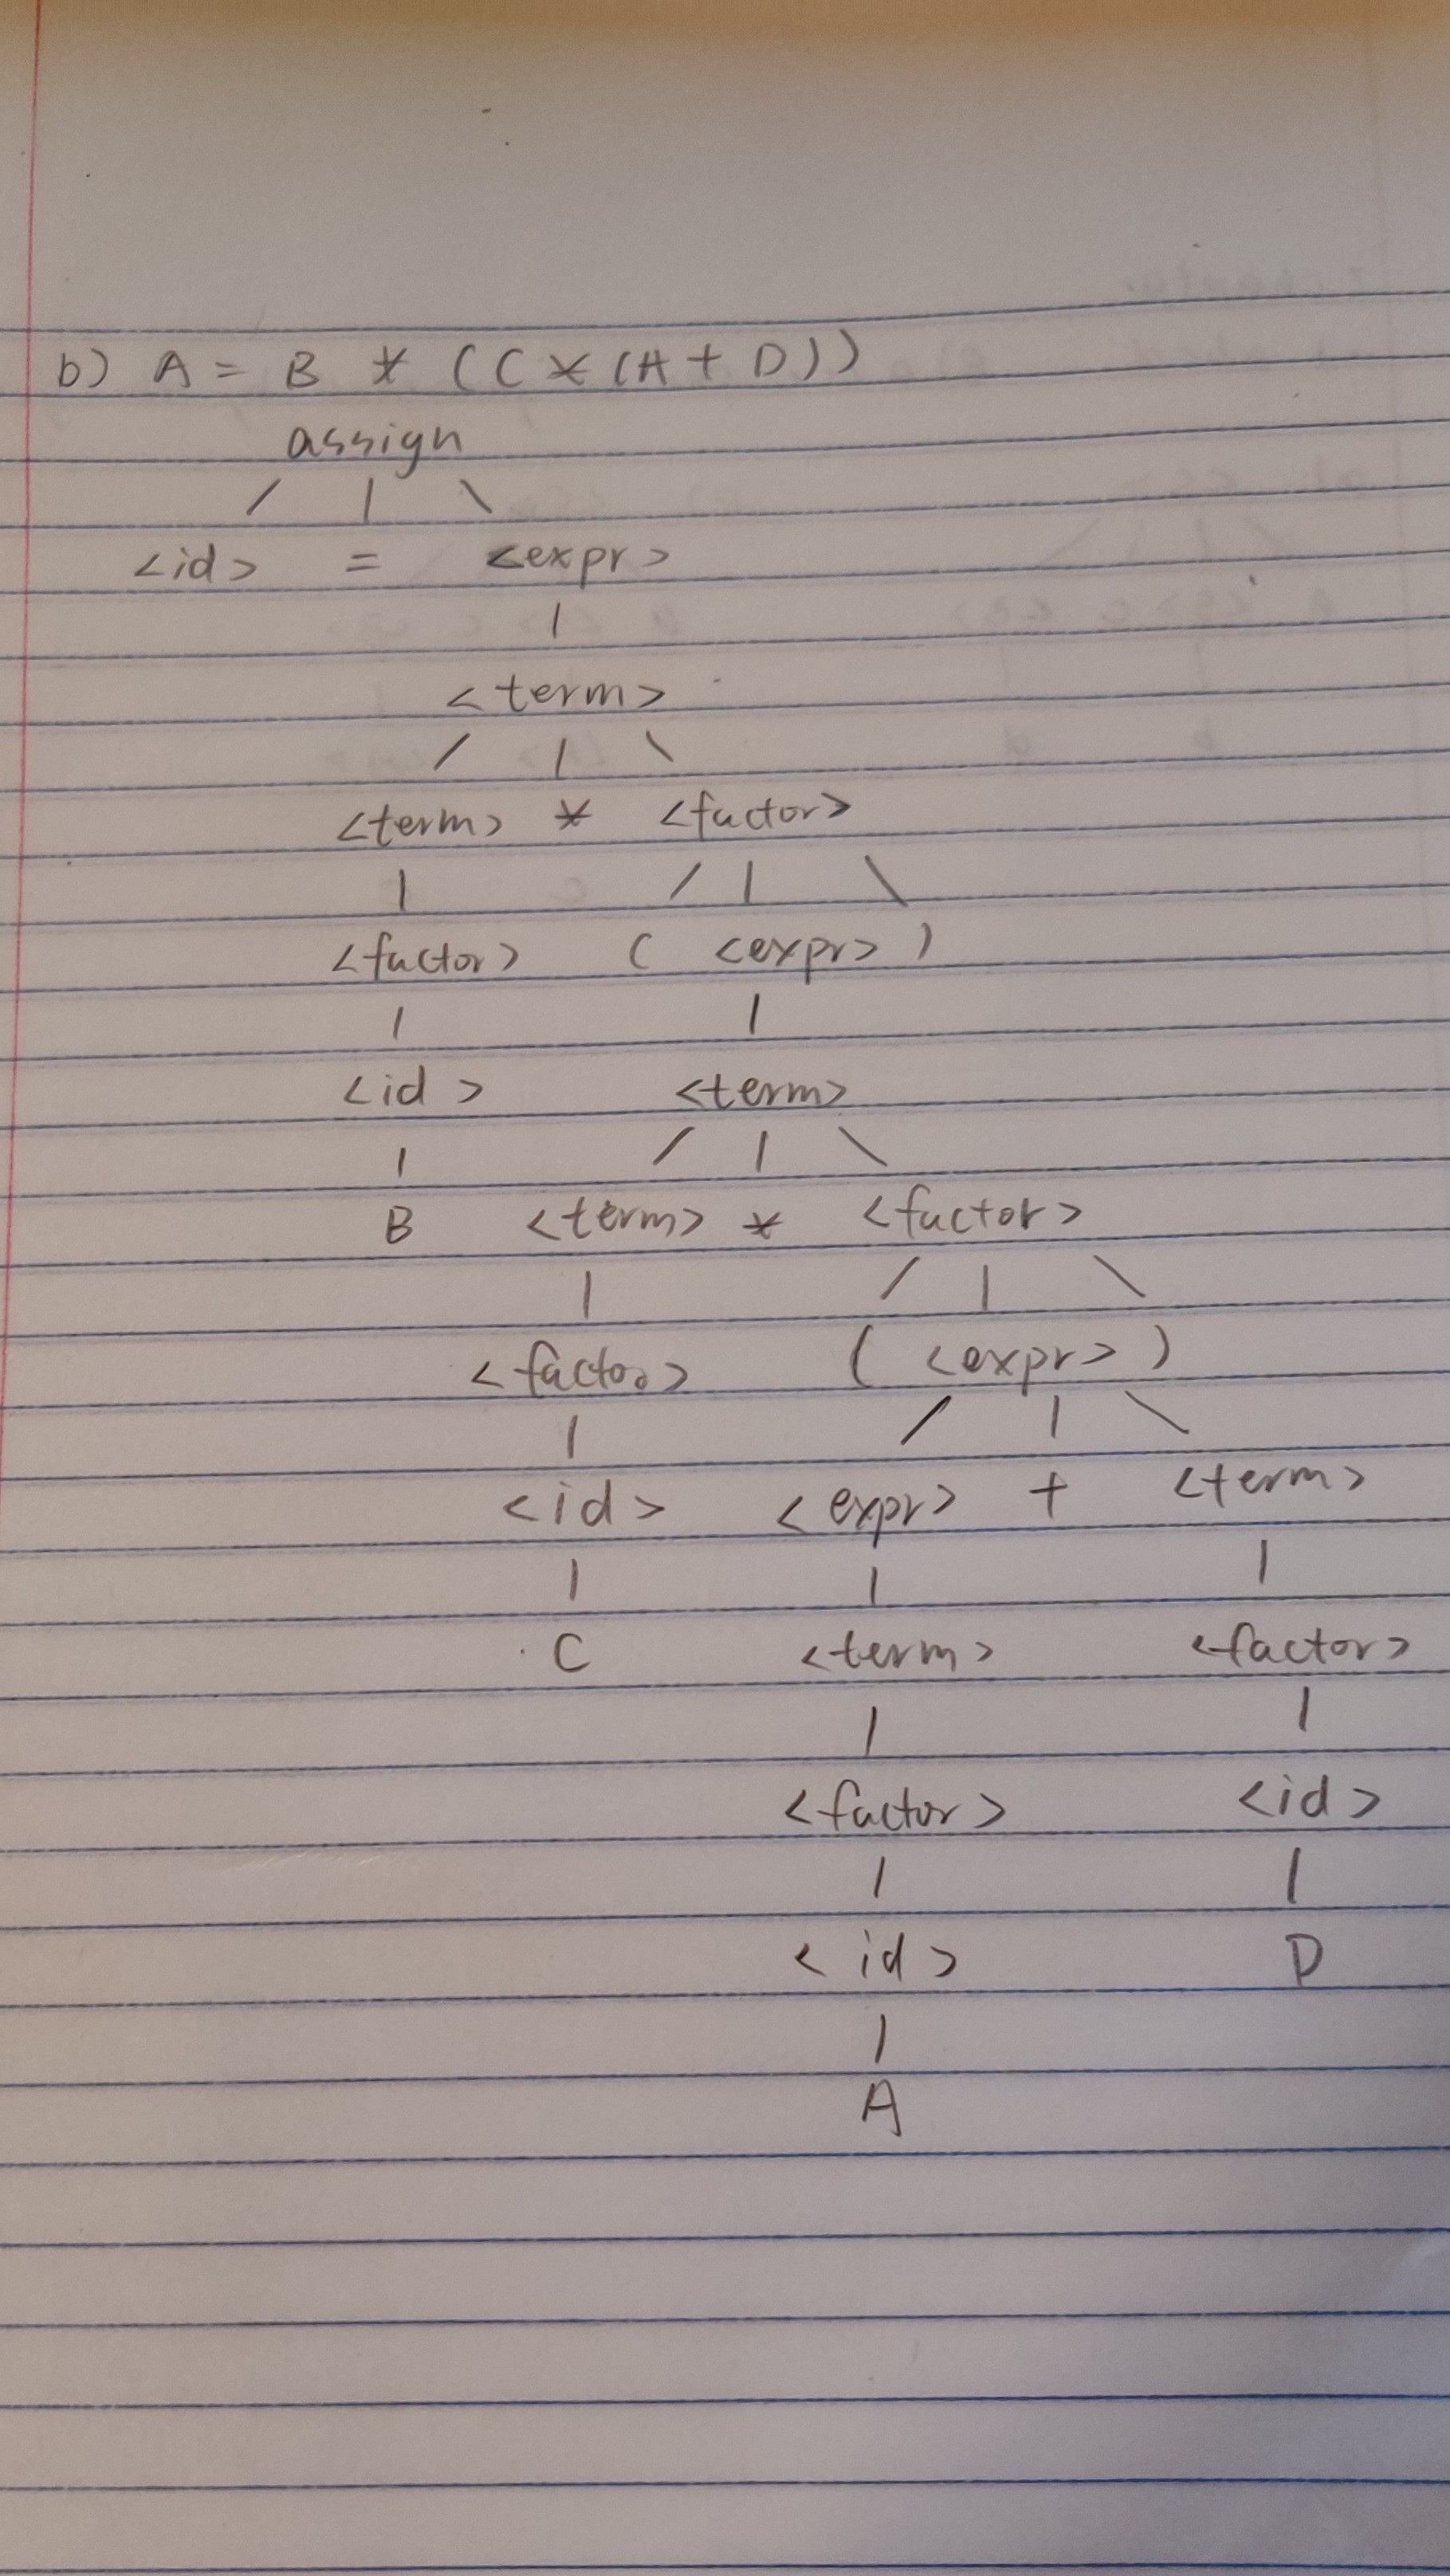 b) A = B * (C * (A + D))
assign
/ | \
<id> = <expr>
|
<term>
/ | \
<term> * <factor>
| / | \
<factor> ( <expr> )
| |
<id> <term>
| / | \
B <term> * <factor>
| / | \
<factor> ( <expr> )
| / | \
<id> <expr> + <term>
| | |
C <term> <factor>
| |
<factor> <id>
| |
<id> D
|
A